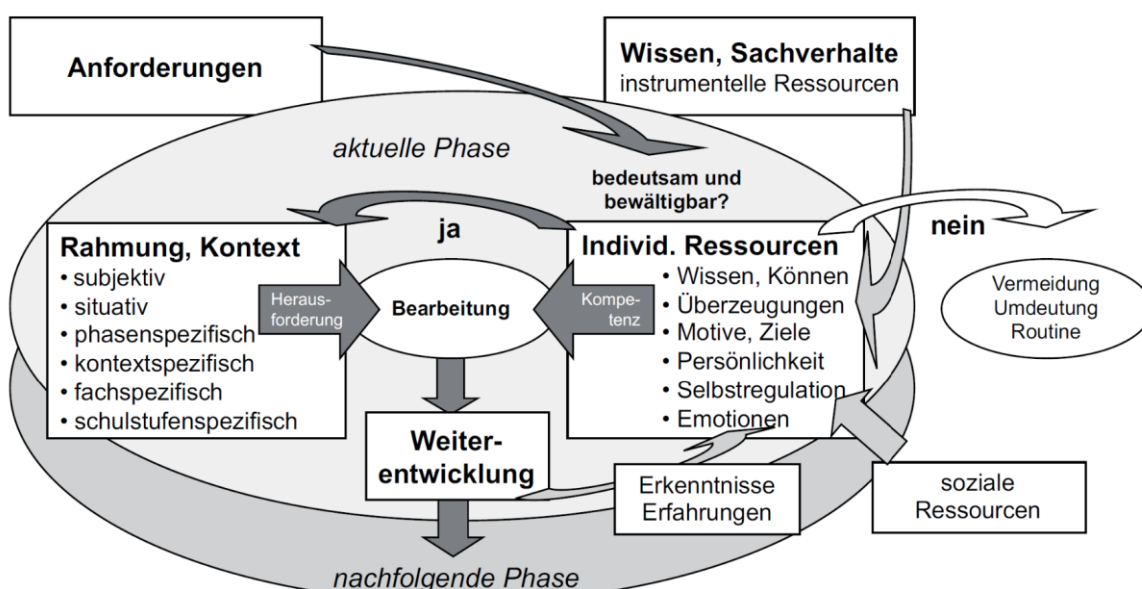 Anforderungen
Wissen, Sachverhalte
instrumentelle Ressourcen
aktuelle Phase
bedeutsam und
bewältigbar?
ja
nein
Rahmung, Kontext
• subjektiv
• situativ
• phasenspezifisch
• kontextspezifisch
• fachspezifisch
• schulstufenspezifisch
Heraus-
forderung
Bearbeitung
Kompe-
tenz
Individ. Ressourcen
• Wissen, Können
• Überzeugungen
• Motive, Ziele
• Persönlichkeit
• Selbstregulation
• Emotionen
Vermeidung
Umdeutung
Routine
Weiter-
entwicklung
Erkenntnisse
Erfahrungen
soziale
Ressourcen
nachfolgende Phase